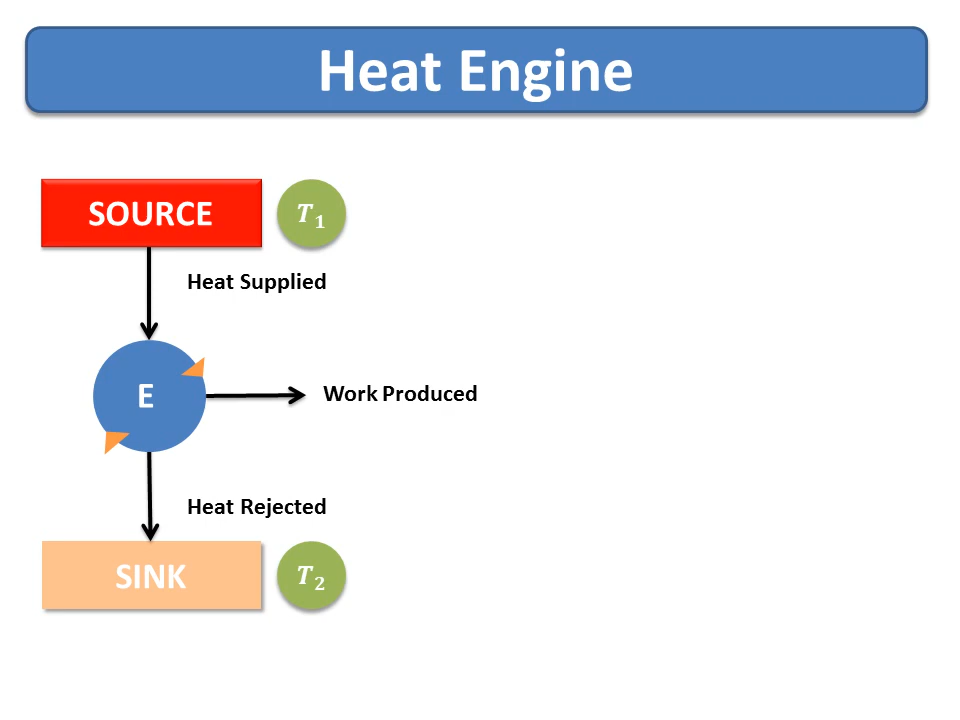 Heat Engine
SOURCE
T₁
Heat Supplied
E
Work Produced
Heat Rejected
SINK
T₂